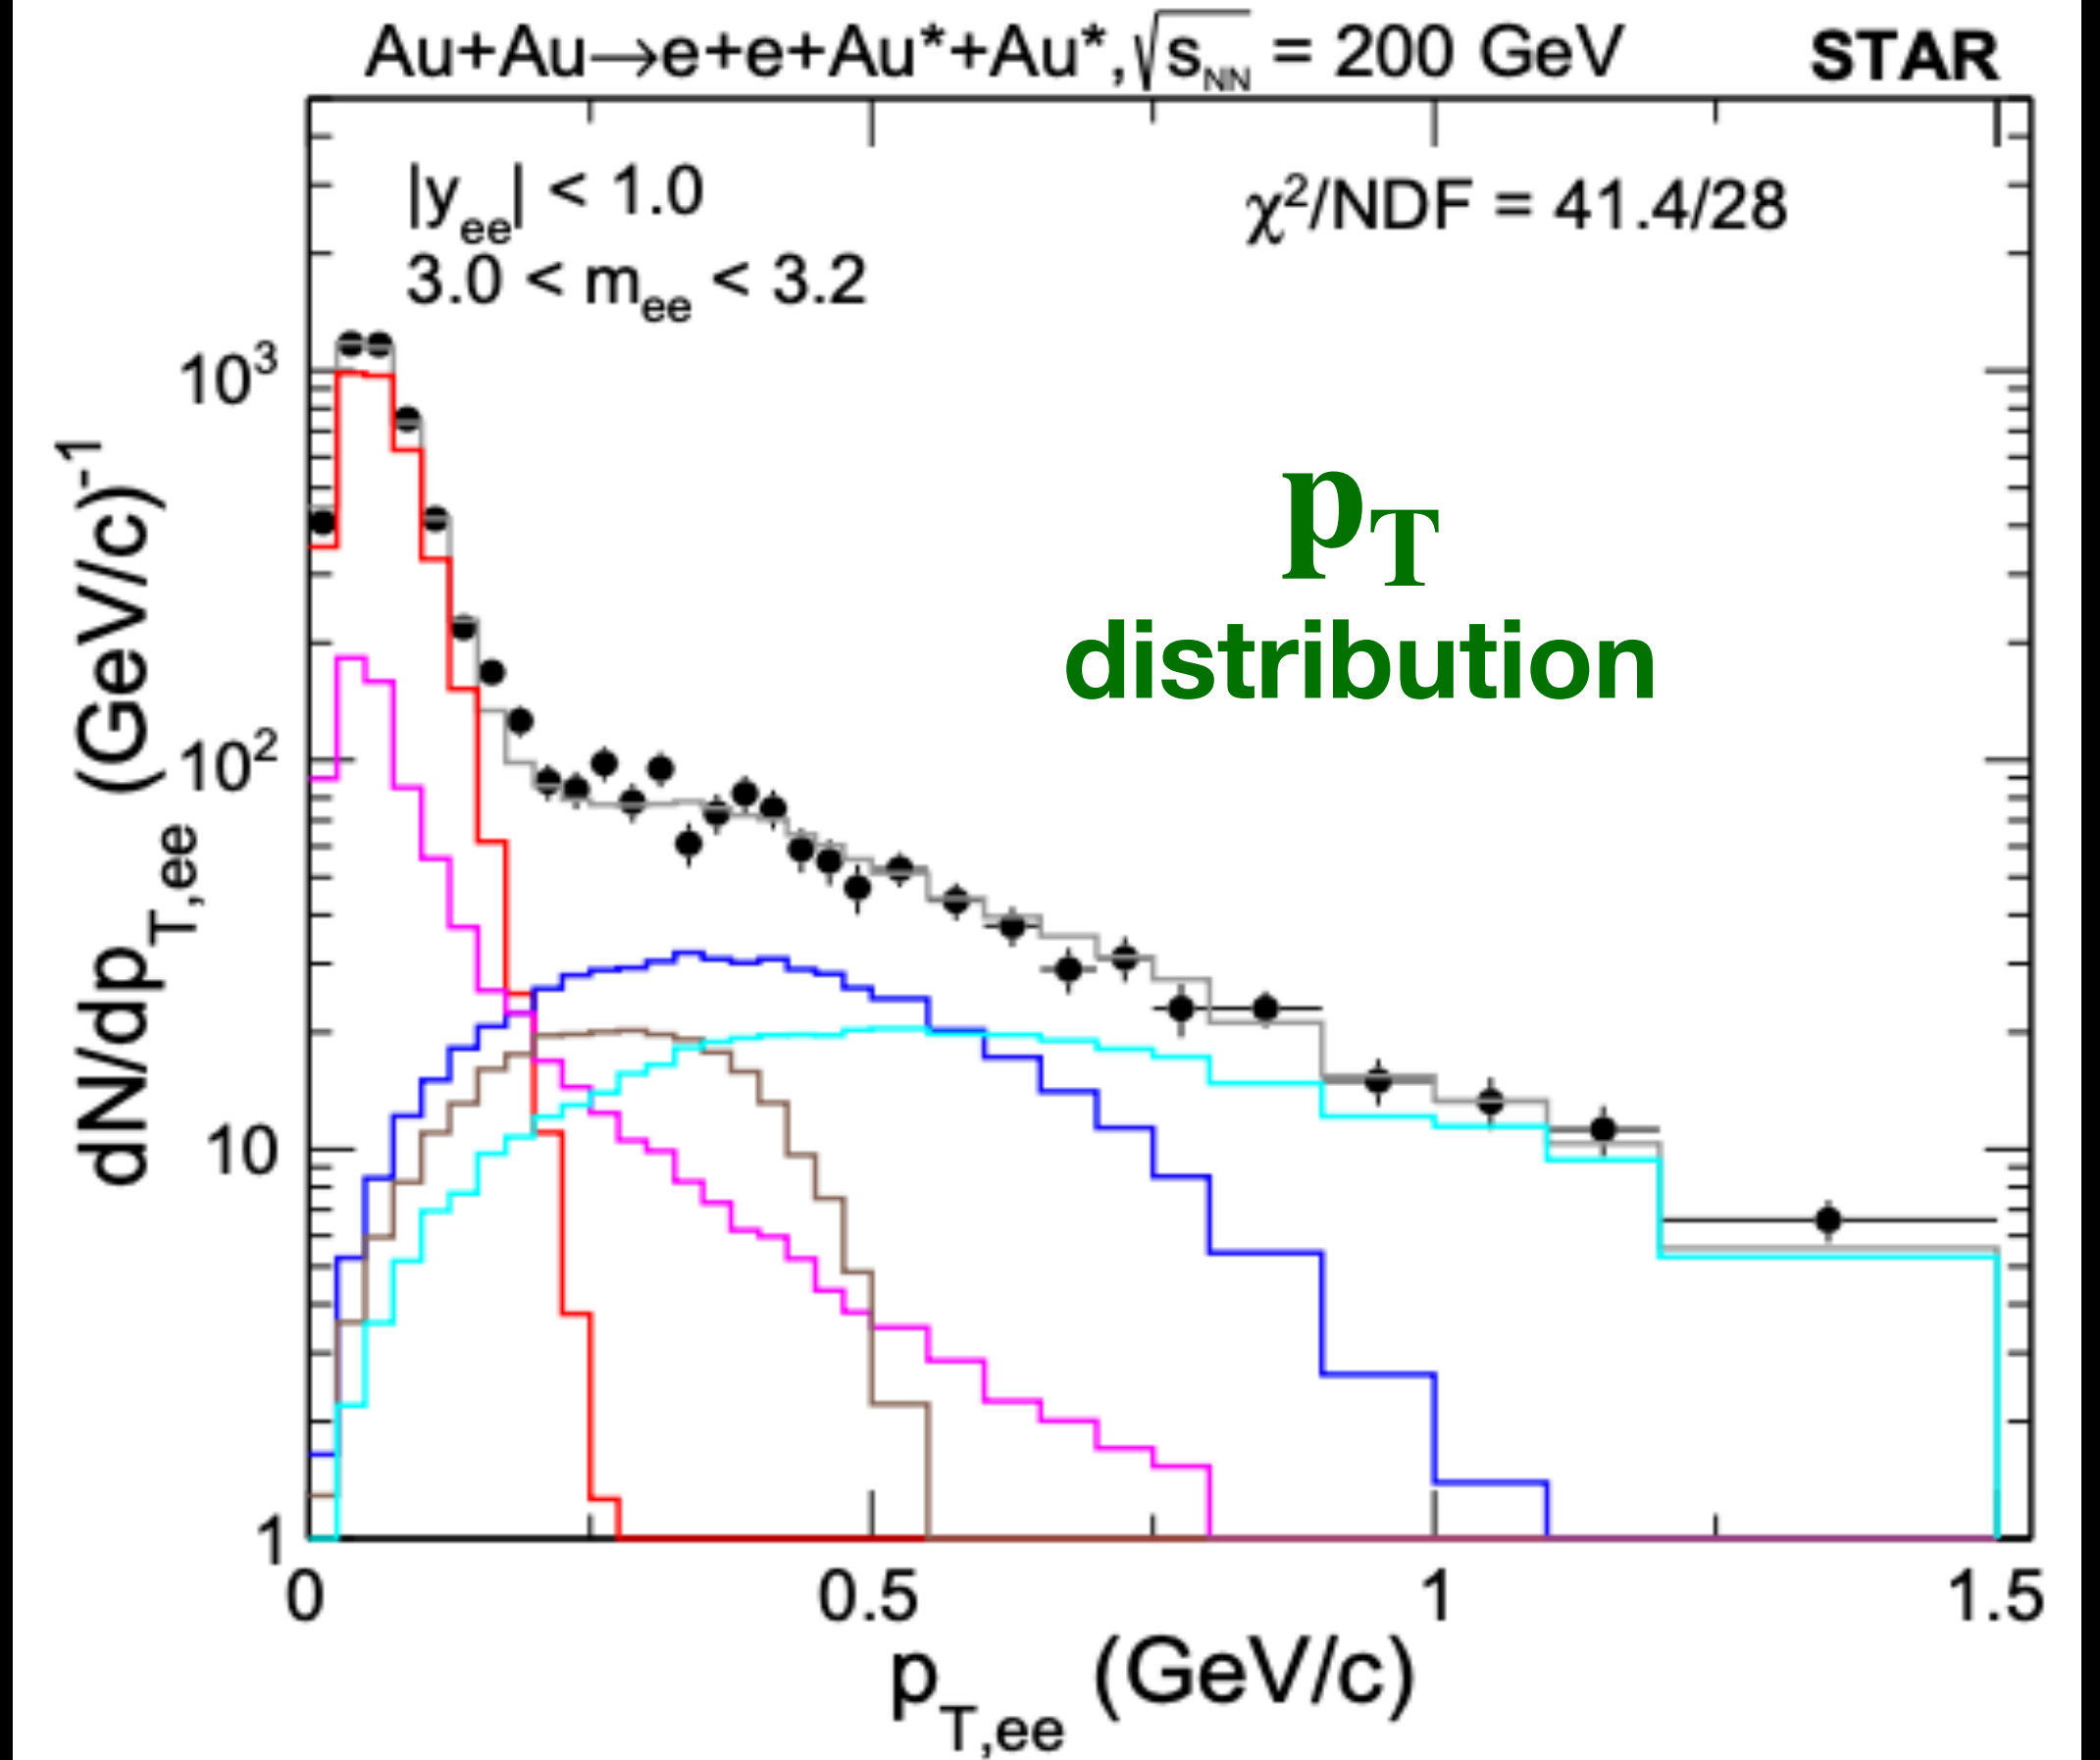 Au+Au→e+e+Au*+Au*, √s_NN = 200 GeV STAR
|y_ee| < 1.0
χ²/NDF = 41.4/28
3.0 < m_ee < 3.2
p_T
distribution
dN/dp_T,ee (GeV/c)⁻¹
10³
10²
10
1
0 0.5 1 1.5
p_T,ee (GeV/c)